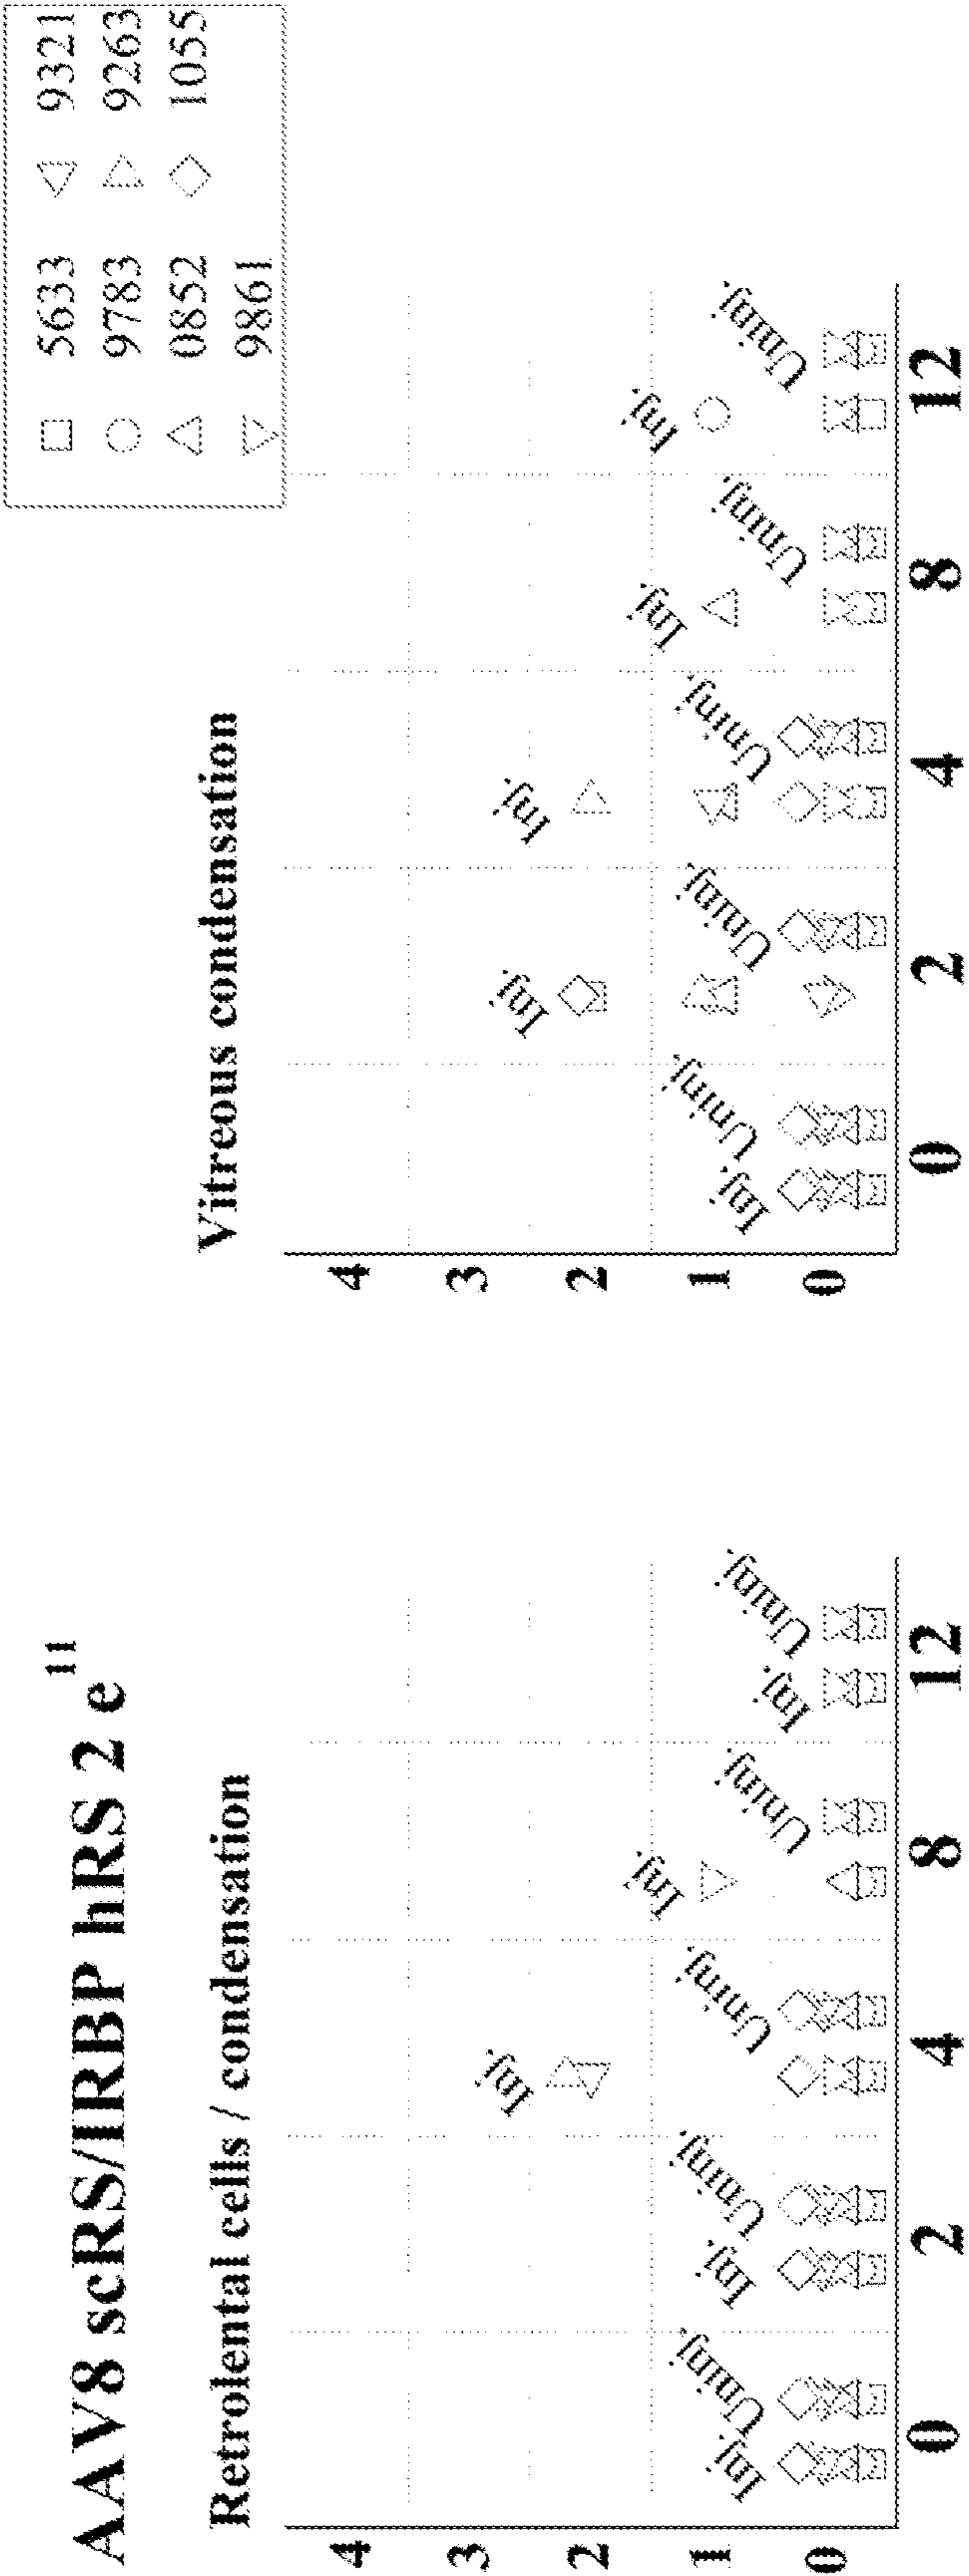 AAV8 scRS/IRBP hRS 2 e¹¹
5633 9321
9783 9263
0852 1055
9861
Retrolental cells / condensation
4
3
2
1
0
Inj. Uninj. Inj. Uninj. Inj. Uninj. Inj. Uninj. Inj. Uninj.
0 2 4 8 12
Vitreous condensation
4
3
2
1
0
Inj. Uninj. Inj. Uninj. Inj. Uninj. Inj. Uninj. Inj. Uninj.
0 2 4 8 12